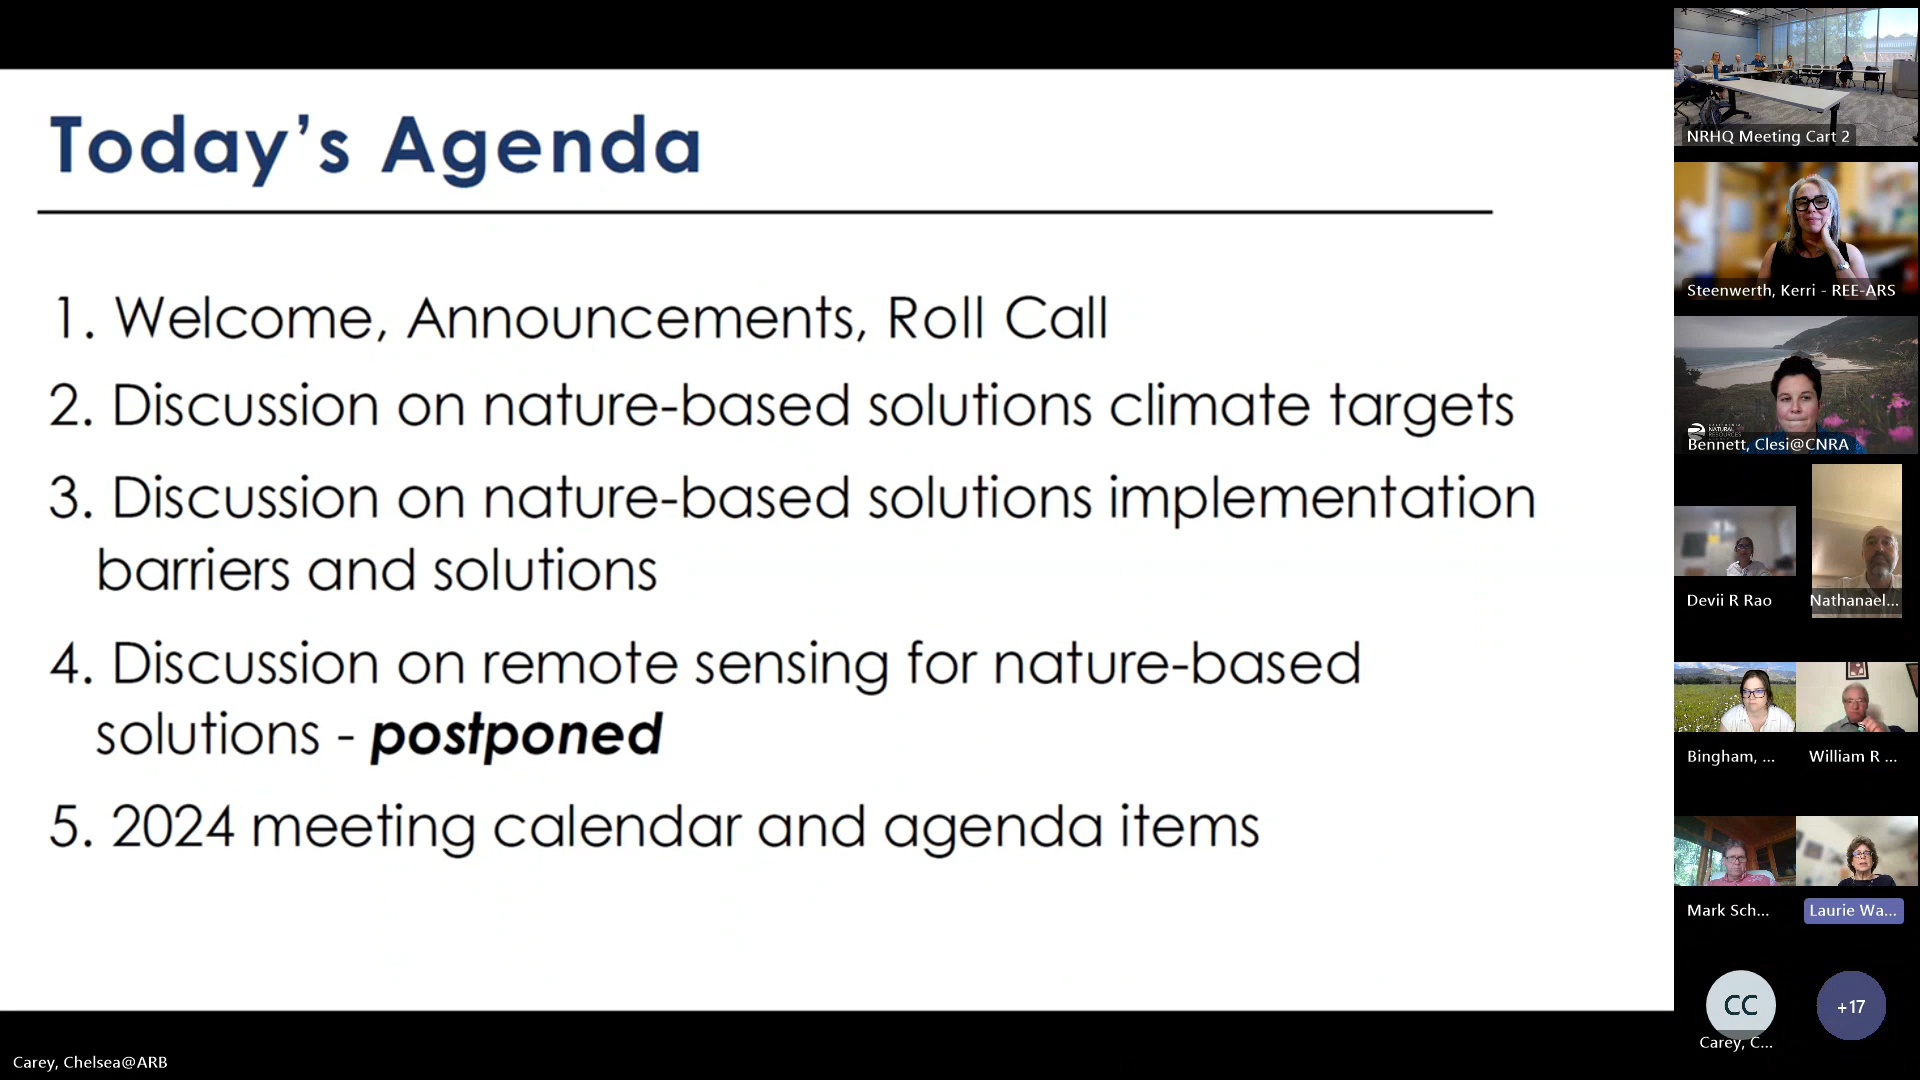 Today's Agenda
1. Welcome, Announcements, Roll Call
2. Discussion on nature-based solutions climate targets
3. Discussion on nature-based solutions implementation
barriers and solutions
4. Discussion on remote sensing for nature-based
solutions - postponed
5. 2024 meeting calendar and agenda items
Carey, Chelsea@ARB
NRHQ Meeting Cart 2
Steenwerth, Kerri - REE-ARS
NATURAL
Bennett, Clesi@CNRA
Devii R Rao
Nathanael...
Bingham, ...
William R ...
Mark Sch...
Laurie Wa...
CC
+17
Carey, C...